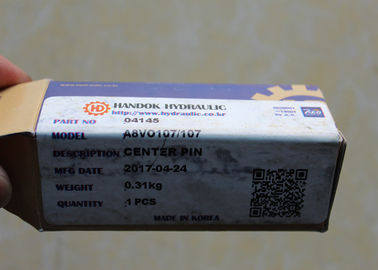 HANDOK HYDRAULIC
http://www.hydraulic.co.kr
PART NO 04145
MODEL A8VO107/107
DESCRIPTION CENTER PIN
MFG DATE 2017-04-24
WEIGHT 0.31kg
QUANTITY 1 PCS
MADE IN KOREA